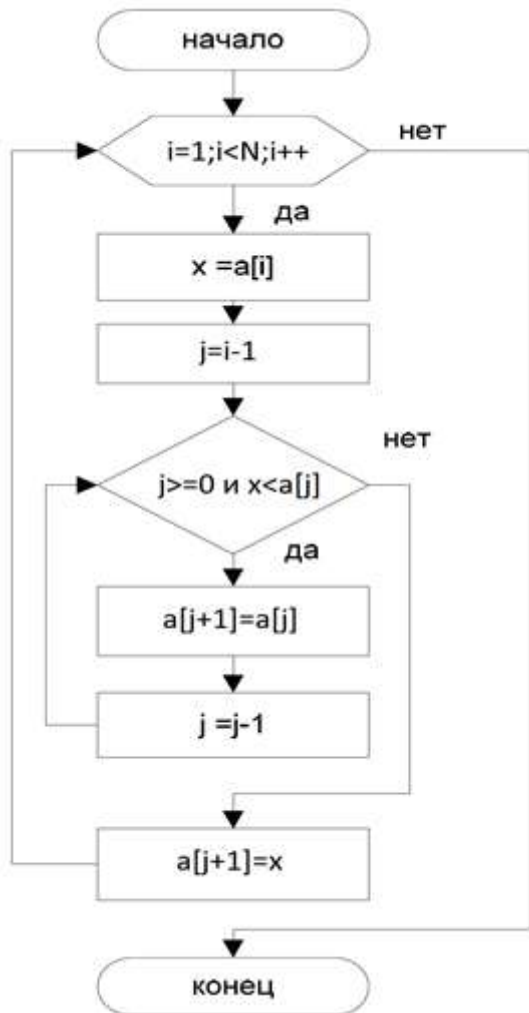 начало
i=1;i<N;i++
нет
да
x =a[i]
j=i-1
нет
j>=0 и x<a[j]
да
a[j+1]=a[j]
j =j-1
a[j+1]=x
конец